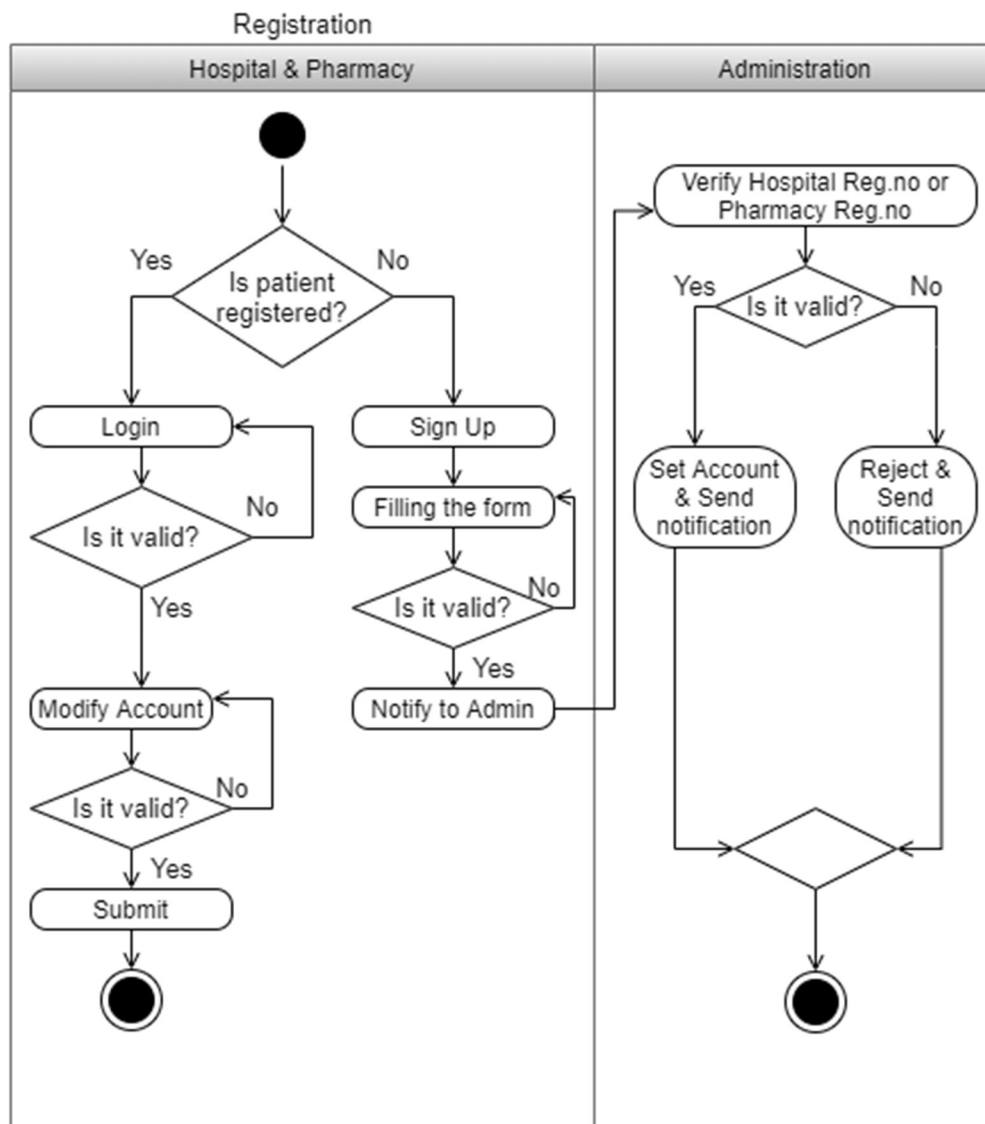 Registration
Hospital & Pharmacy
Administration
Is patient
registered?
Yes
No
Login
Is it valid?
No
Yes
Modify Account
Is it valid?
No
Yes
Submit
Sign Up
Filling the form
Is it valid?
No
Yes
Notify to Admin
Verify Hospital Reg.no or
Pharmacy Reg.no
Is it valid?
Yes
No
Set Account
& Send
notification
Reject &
Send
notification